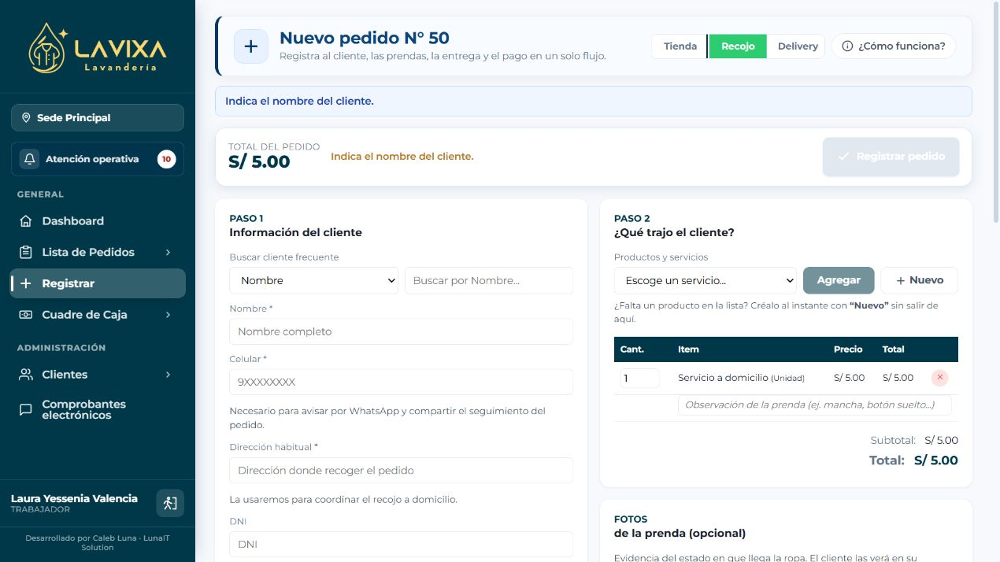 LAVIXA
Lavandería
Sede Principal
Atención operativa
10
GENERAL
Dashboard
Lista de Pedidos
Registrar
Cuadre de Caja
ADMINISTRACIÓN
Clientes
Comprobantes
electrónicos
Laura Yessenia Valencia
TRABAJADOR
Desarrollado por Caleb Luna · LunaIT
Solution
Nuevo pedido N° 50
Registra al cliente, las prendas, la entrega y el pago en un solo flujo.
Tienda
Recojo
Delivery
¿Cómo funciona?
Indica el nombre del cliente.
TOTAL DEL PEDIDO
S/ 5.00
Indica el nombre del cliente.
Registrar pedido
PASO 1
Información del cliente
Buscar cliente frecuente
Nombre
Buscar por Nombre...
Nombre *
Nombre completo
Celular *
9XXXXXXXX
Necesario para avisar por WhatsApp y compartir el seguimiento del
pedido.
Dirección habitual *
Dirección donde recoger el pedido
La usaremos para coordinar el recojo a domicilio.
DNI
DNI
PASO 2
¿Qué trajo el cliente?
Productos y servicios
Escoge un servicio...
Agregar
+ Nuevo
¿Falta un producto en la lista? Créalo al instante con “Nuevo” sin salir de
aquí.
Cant. Item Precio Total
1 Servicio a domicilio (Unidad) S/ 5.00 S/ 5.00 ×
Observación de la prenda (ej. mancha, botón suelto...)
Subtotal: S/ 5.00
Total: S/ 5.00
FOTOS
de la prenda (opcional)
Evidencia del estado en que llega la ropa. El cliente las verá en su